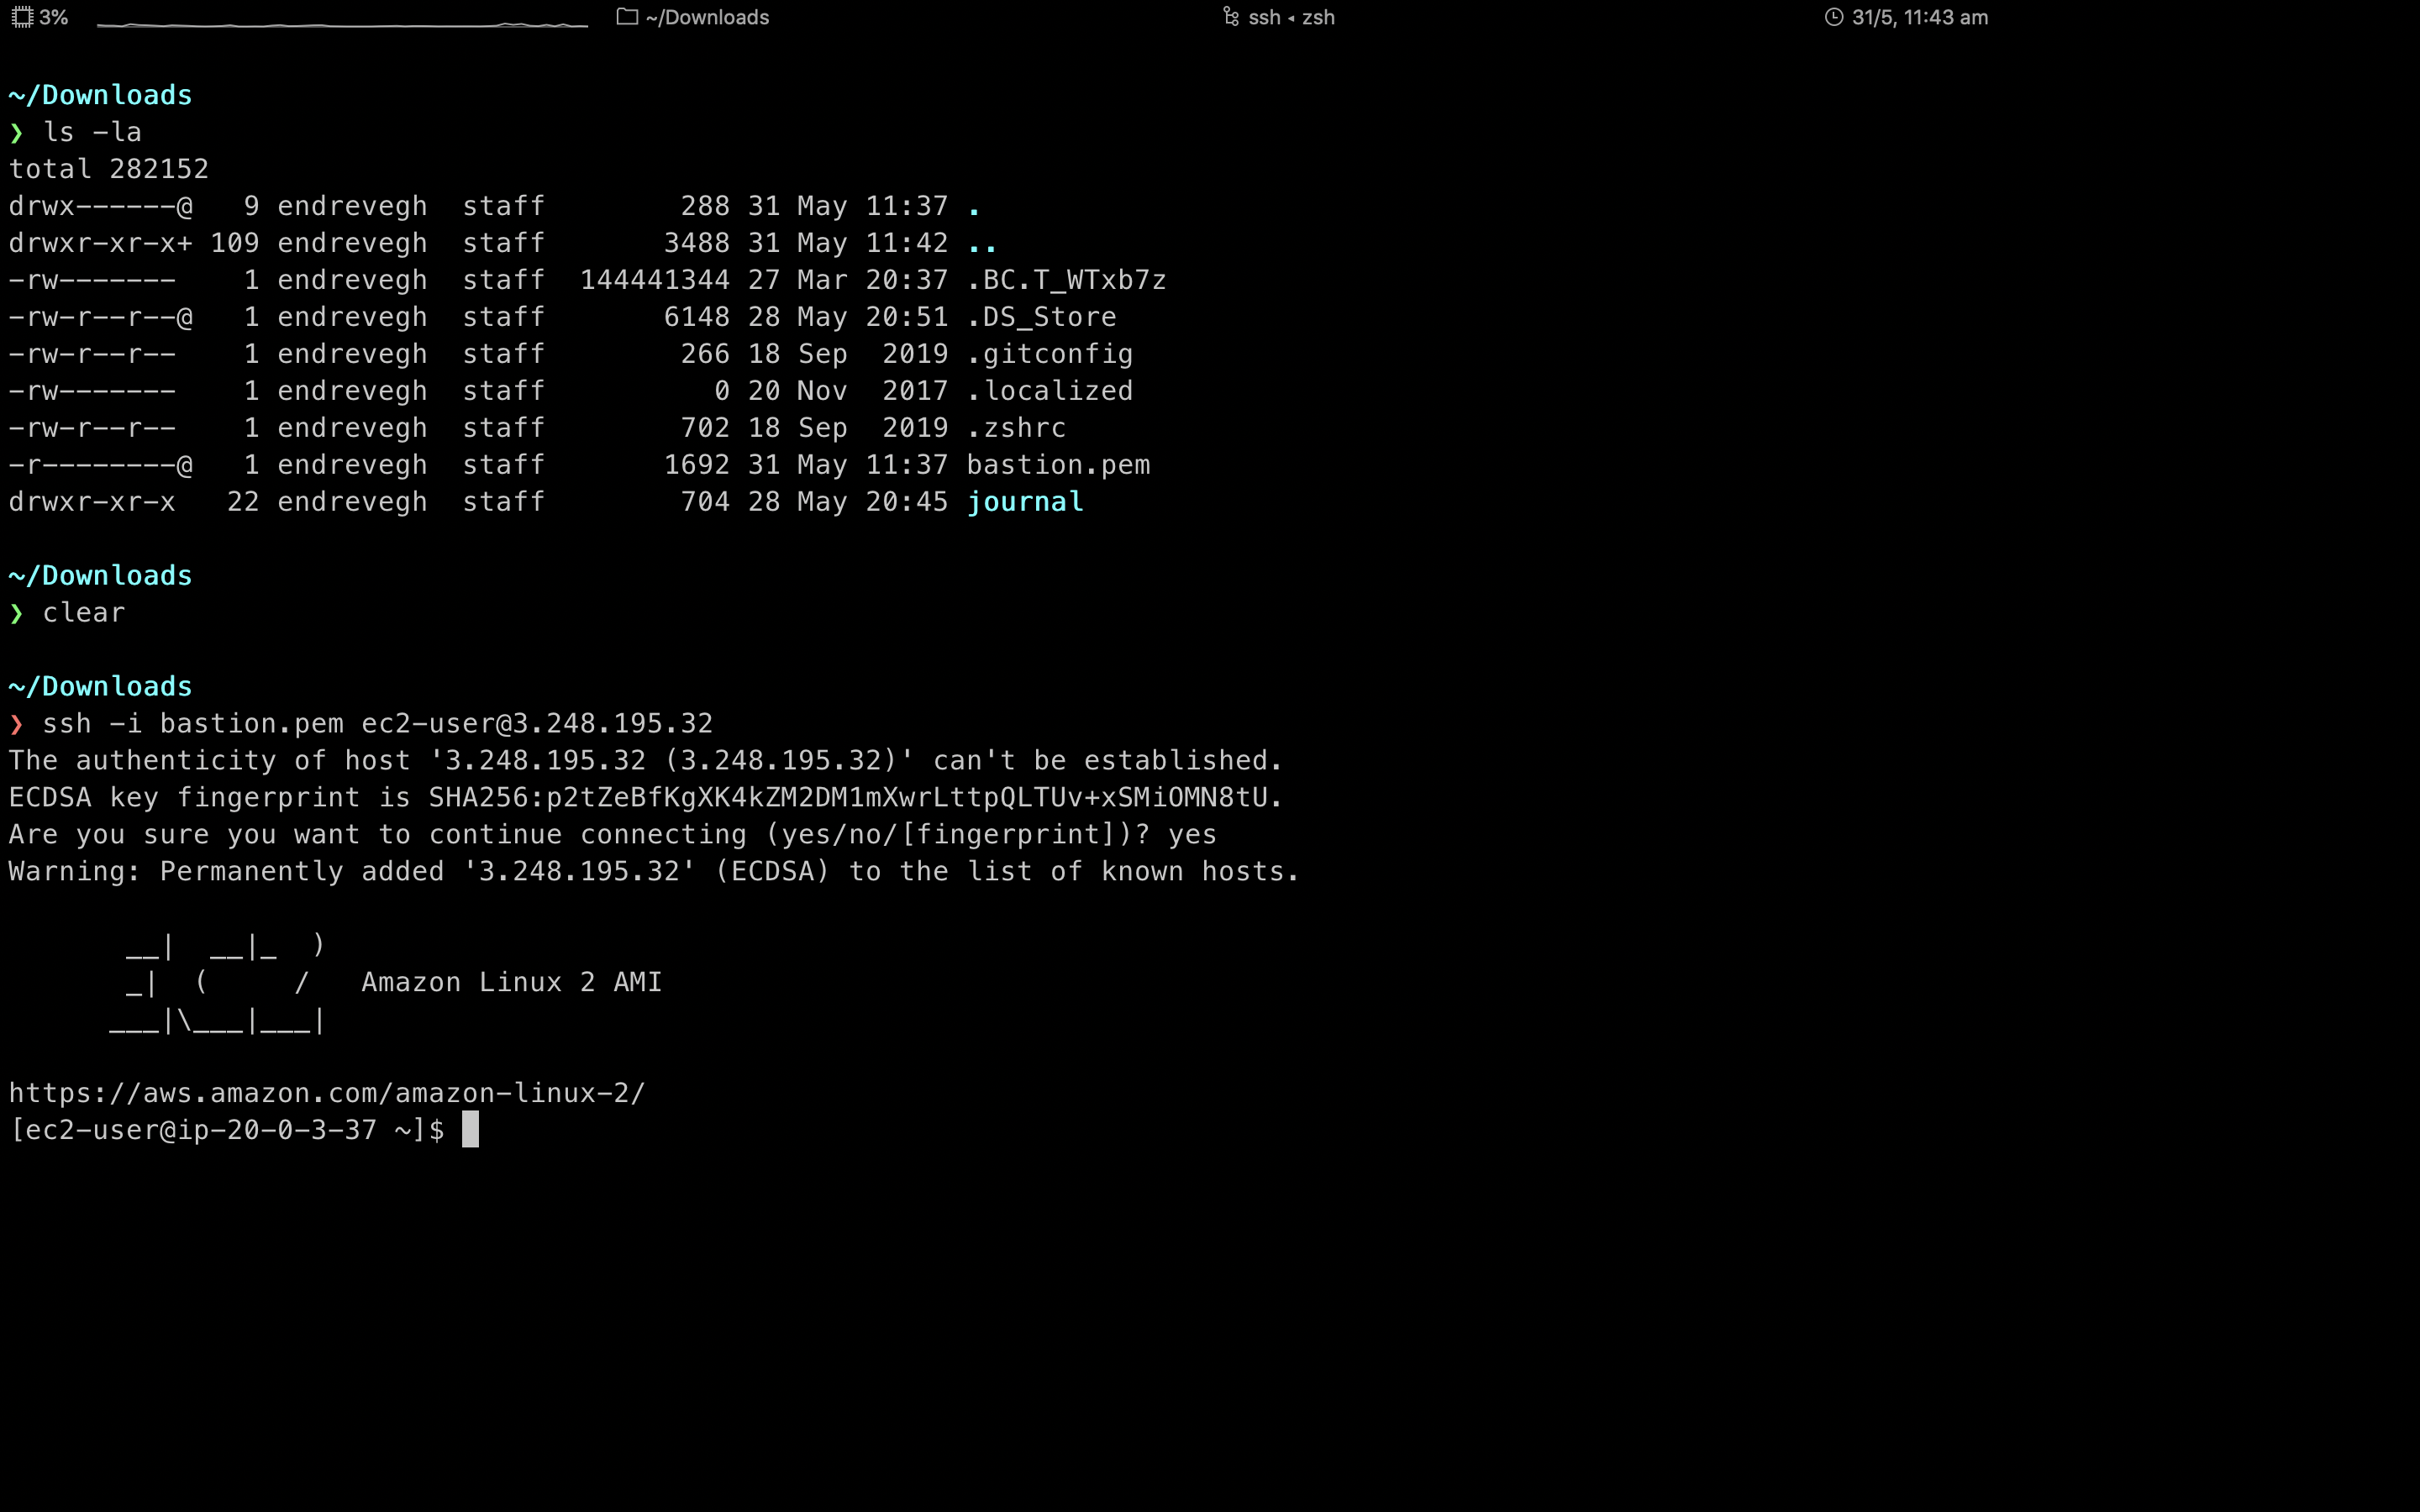 3% ~/Downloads ssh ◂ zsh 31/5, 11:43 am
~/Downloads
❯ ls -la
total 282152
drwx------@   9 endrevegh  staff        288 31 May 11:37 .
drwxr-xr-x+ 109 endrevegh  staff       3488 31 May 11:42 ..
-rw-------    1 endrevegh  staff  144441344 27 Mar 20:37 .BC.T_WTxb7z
-rw-r--r--@   1 endrevegh  staff       6148 28 May 20:51 .DS_Store
-rw-r--r--    1 endrevegh  staff        266 18 Sep  2019 .gitconfig
-rw-------    1 endrevegh  staff          0 20 Nov  2017 .localized
-rw-r--r--    1 endrevegh  staff        702 18 Sep  2019 .zshrc
-r--------@   1 endrevegh  staff       1692 31 May 11:37 bastion.pem
drwxr-xr-x   22 endrevegh  staff        704 28 May 20:45 journal
~/Downloads
❯ clear
~/Downloads
❯ ssh -i bastion.pem ec2-user@3.248.195.32
The authenticity of host '3.248.195.32 (3.248.195.32)' can't be established.
ECDSA key fingerprint is SHA256:p2tZeBfKgXK4kZM2DM1mXwrLttpQLTUv+xSMiOMN8tU.
Are you sure you want to continue connecting (yes/no/[fingerprint])? yes
Warning: Permanently added '3.248.195.32' (ECDSA) to the list of known hosts.
       __|  __|_  )
       _|  (     /   Amazon Linux 2 AMI
      ___|\___|___|
https://aws.amazon.com/amazon-linux-2/
[ec2-user@ip-20-0-3-37 ~]$